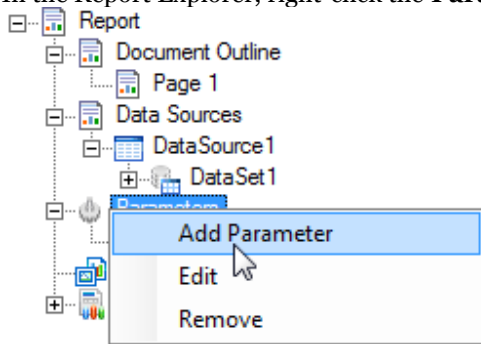 In the Report Explorer, right-click the Par
Report
Document Outline
Page 1
Data Sources
DataSource1
DataSet1
Parameters
Add Parameter
Edit
Remove